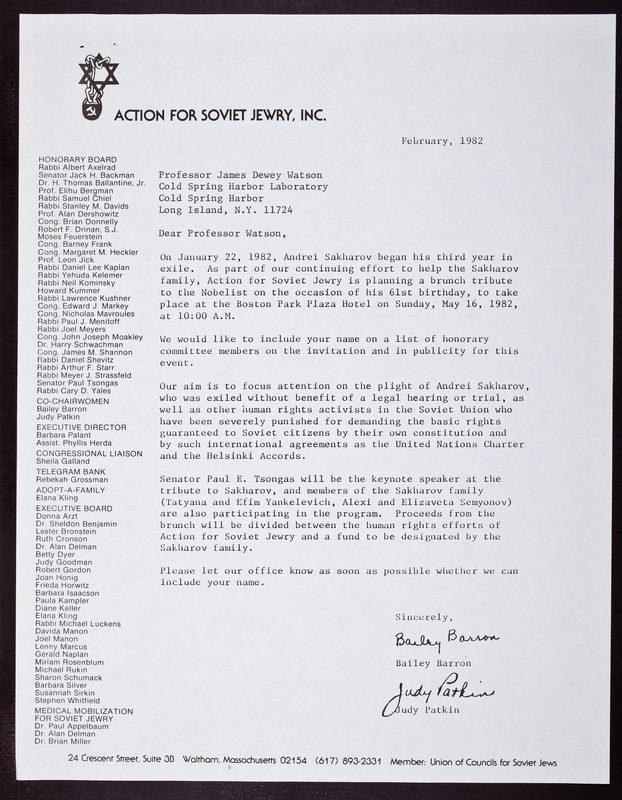 ACTION FOR SOVIET JEWRY, INC.
February, 1982
HONORARY BOARD
Rabbi Albert Axelrad
Senator Jack H. Backman
Dr. H. Thomas Ballantine, Jr.
Prof. Elihu Bergman
Rabbi Samuel Chiel
Rabbi Stanley M. Davids
Prof. Alan Dershowitz
Cong. Brian Donnelly
Robert F. Drinan, S.J.
Moses Feuerstein
Cong. Barney Frank
Cong. Margaret M. Heckler
Prof. Leon Jick
Rabbi Daniel Lee Kaplan
Rabbi Yehuda Kelemer
Rabbi Neil Kominsky
Howard Kummer
Rabbi Lawrence Kushner
Cong. Edward J. Markey
Cong. Nicholas Mavroules
Rabbi Paul J. Menitoff
Rabbi Joel Meyers
Cong. John Joseph Moakley
Dr. Harry Schwachman
Cong. James M. Shannon
Rabbi Daniel Shevitz
Rabbi Arthur F. Starr
Rabbi Meyer J. Strassfeld
Senator Paul Tsongas
Rabbi Cary D. Yales
CO-CHAIRWOMEN
Bailey Barron
Judy Patkin
EXECUTIVE DIRECTOR
Barbara Palant
Assist. Phyllis Herda
CONGRESSIONAL LIAISON
Sheila Galland
TELEGRAM BANK
Rebekah Grossman
ADOPT-A-FAMILY
Elana Kling
EXECUTIVE BOARD
Donna Arzt
Dr. Sheldon Benjamin
Lester Bronstein
Ruth Cronson
Dr. Alan Delman
Betty Dyer
Judy Goodman
Robert Gordon
Joan Honig
Frieda Horwitz
Barbara Isaacson
Paula Kampler
Diane Keller
Elana Kling
Rabbi Michael Luckens
Davida Manon
Joel Manon
Lenny Marcus
Gerald Naplan
Miriam Rosenblum
Michael Rukin
Sharon Schumack
Barbara Silver
Susannah Sirkin
Stephen Whitfield
MEDICAL MOBILIZATION
FOR SOVIET JEWRY
Dr. Paul Appelbaum
Dr. Alan Delman
Dr. Brian Miller
Professor James Dewey Watson
Cold Spring Harbor Laboratory
Cold Spring Harbor
Long Island, N.Y. 11724
Dear Professor Watson,
On January 22, 1982, Andrei Sakharov began his third year in
exile. As part of our continuing effort to help the Sakharov
family, Action for Soviet Jewry is planning a brunch tribute
to the Nobelist on the occasion of his 61st birthday, to take
place at the Boston Park Plaza Hotel on Sunday, May 16, 1982,
at 10:00 A.M.
We would like to include your name on a list of honorary
committee members on the invitation and in publicity for this
event.
Our aim is to focus attention on the plight of Andrei Sakharov,
who was exiled without benefit of a legal hearing or trial, as
well as other human rights activists in the Soviet Union who
have been severely punished for demanding the basic rights
guaranteed to Soviet citizens by their own constitution and
by such international agreements as the United Nations Charter
and the Helsinki Accords.
Senator Paul E. Tsongas will be the keynote speaker at the
tribute to Sakharov, and members of the Sakharov family
(Tatyana and Efim Yankelevich, Alexi and Elizaveta Semyonov)
are also participating in the program. Proceeds from the
brunch will be divided between the human rights efforts of
Action for Soviet Jewry and a fund to be designated by the
Sakharov family.
Please let our office know as soon as possible whether we can
include your name.
Sincerely,
Bailey Barron
Bailey Barron
Judy Patkin
Judy Patkin
24 Crescent Street, Suite 3B Waltham, Massachusetts 02154 (617) 893-2331 Member: Union of Councils for Soviet Jews